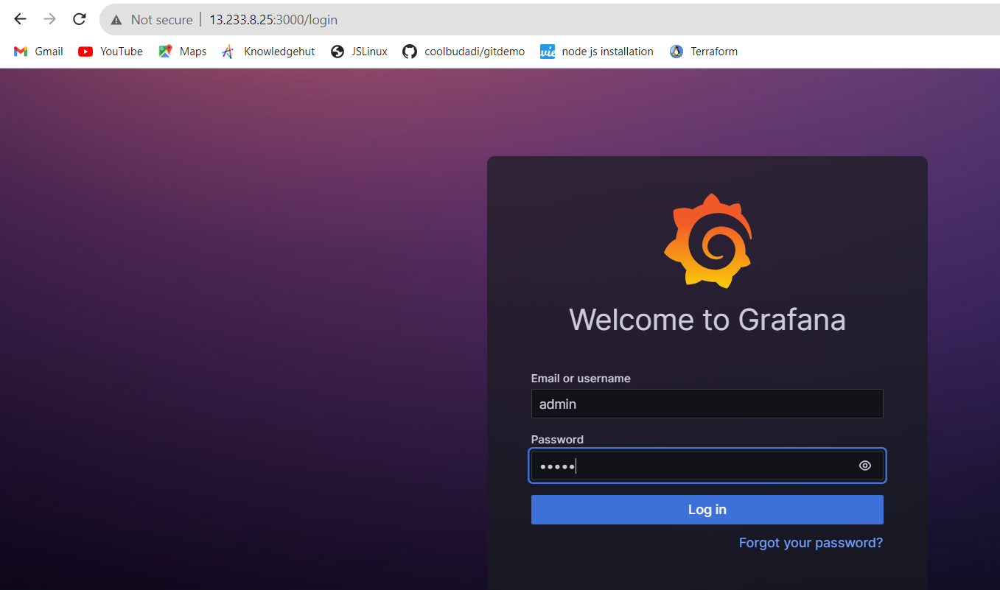 Not secure | 13.233.8.25:3000/login
Gmail YouTube Maps Knowledgehut JSLinux coolbudadi/gitdemo vie node js installation Terraform
Welcome to Grafana
Email or username
admin
Password
•••••
Log in
Forgot your password?